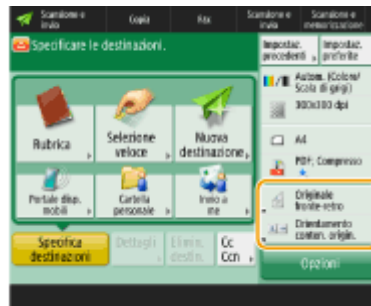 Scansione e
invia
Copia
Fax
Scansione e
invia
Scansione e
memorizzazione
Specificare le destinazioni.
Impostaz.
precedenti
Impostaz.
preferite
Autom. (Colore/
Scala di grigi)
300x300 dpi
A4
PDF; Compresso
Originale
fronte-retro
Orientamento
conten. origin.
Opzioni
Rubrica
Selezione
veloce
Nuova
destinazione
Portale disp.
mobili
Cartella
personale
Invio a
me
Specifica
destinazioni
Dettagli
Elimin.
destin.
Cc
Ccn